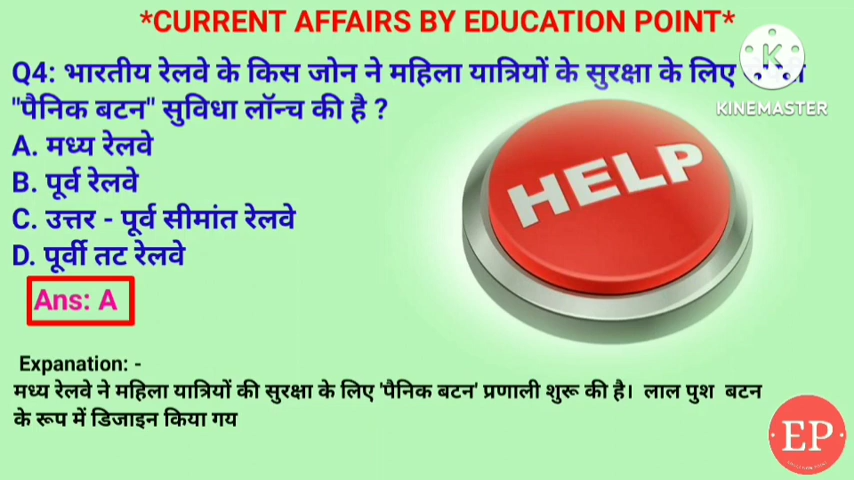 *CURRENT AFFAIRS BY EDUCATION POINT*
Q4: भारतीय रेलवे के किस जोन ने महिला यात्रियों के सुरक्षा के लिए
"पैनिक बटन" सुविधा लॉन्च की है ?
KINEMASTER
A. मध्य रेलवे
B. पूर्व रेलवे
C. उत्तर - पूर्व सीमांत रेलवे
D. पूर्वी तट रेलवे
HELP
Ans: A
Expanation: -
मध्य रेलवे ने महिला यात्रियों की सुरक्षा के लिए 'पैनिक बटन' प्रणाली शुरू की है। लाल पुश बटन
के रूप में डिजाइन किया गय
EP